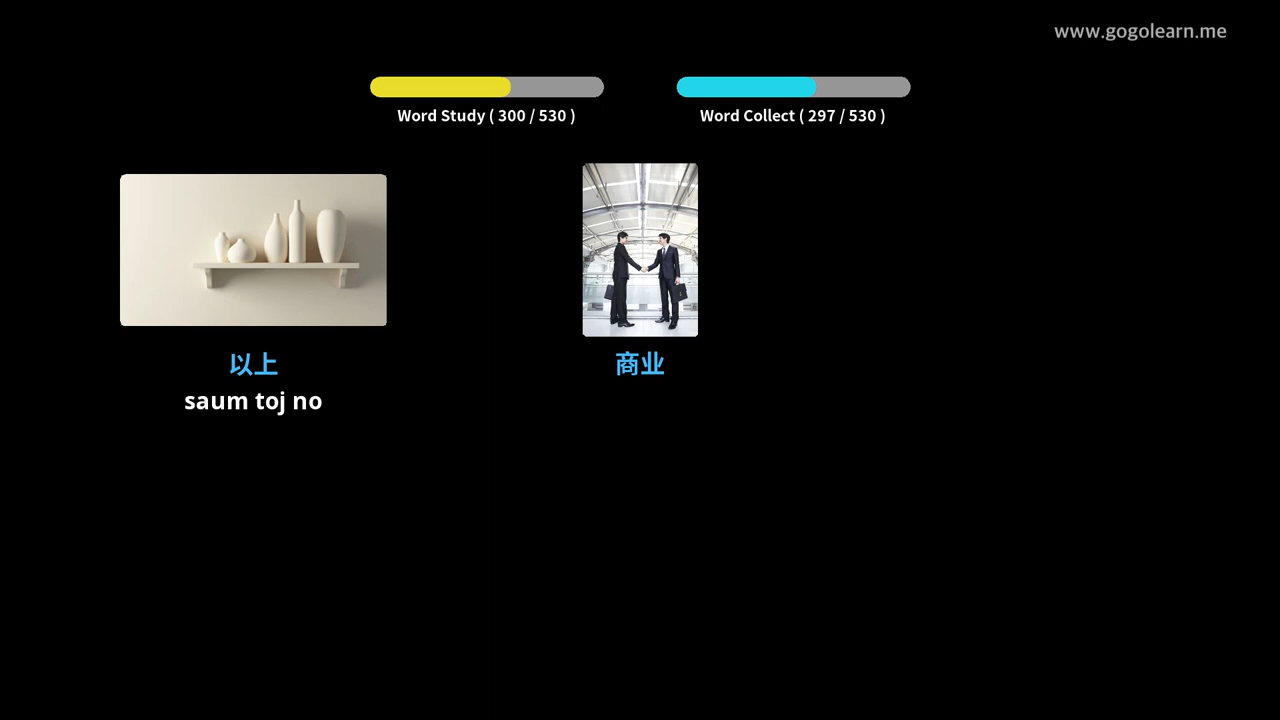 www.gogolearn.me
Word Study ( 300 / 530 )
Word Collect ( 297 / 530 )
以上
saum toj no
商业